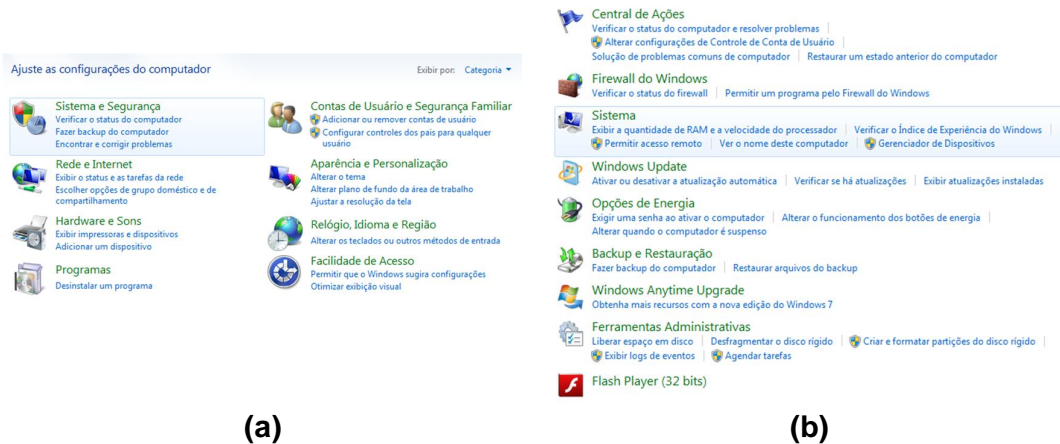 Ajuste as configurações do computador
Exibir por: Categoria
Sistema e Segurança
Verificar o status do computador
Fazer backup do computador
Encontrar e corrigir problemas
Rede e Internet
Exibir o status e as tarefas da rede
Escolher opções de grupo doméstico e de
compartilhamento
Hardware e Sons
Exibir impressoras e dispositivos
Adicionar um dispositivo
Programas
Desinstalar um programa
Contas de Usuário e Segurança Familiar
Adicionar ou remover contas de usuário
Configurar controles dos pais para qualquer
usuário
Aparência e Personalização
Alterar o tema
Alterar plano de fundo da área de trabalho
Ajustar a resolução da tela
Relógio, Idioma e Região
Alterar os teclados ou outros métodos de entrada
Facilidade de Acesso
Permitir que o Windows sugira configurações
Otimizar exibição visual
(a)
Central de Ações
Verificar o status do computador e resolver problemas
Alterar configurações de Controle de Conta de Usuário
Solução de problemas comuns de computador Restaurar um estado anterior do computador
Firewall do Windows
Verificar o status do firewall Permitir um programa pelo Firewall do Windows
Sistema
Exibir a quantidade de RAM e a velocidade do processador Verificar o Índice de Experiência do Windows
Permitir acesso remoto Ver o nome deste computador Gerenciador de Dispositivos
Windows Update
Ativar ou desativar a atualização automática Verificar se há atualizações Exibir atualizações instaladas
Opções de Energia
Exigir uma senha ao ativar o computador Alterar o funcionamento dos botões de energia
Alterar quando o computador é suspenso
Backup e Restauração
Fazer backup do computador Restaurar arquivos do backup
Windows Anytime Upgrade
Obtenha mais recursos com a nova edição do Windows 7
Ferramentas Administrativas
Liberar espaço em disco Desfragmentar o disco rígido Criar e formatar partições do disco rígido
Exibir logs de eventos Agendar tarefas
Flash Player (32 bits)
(b)